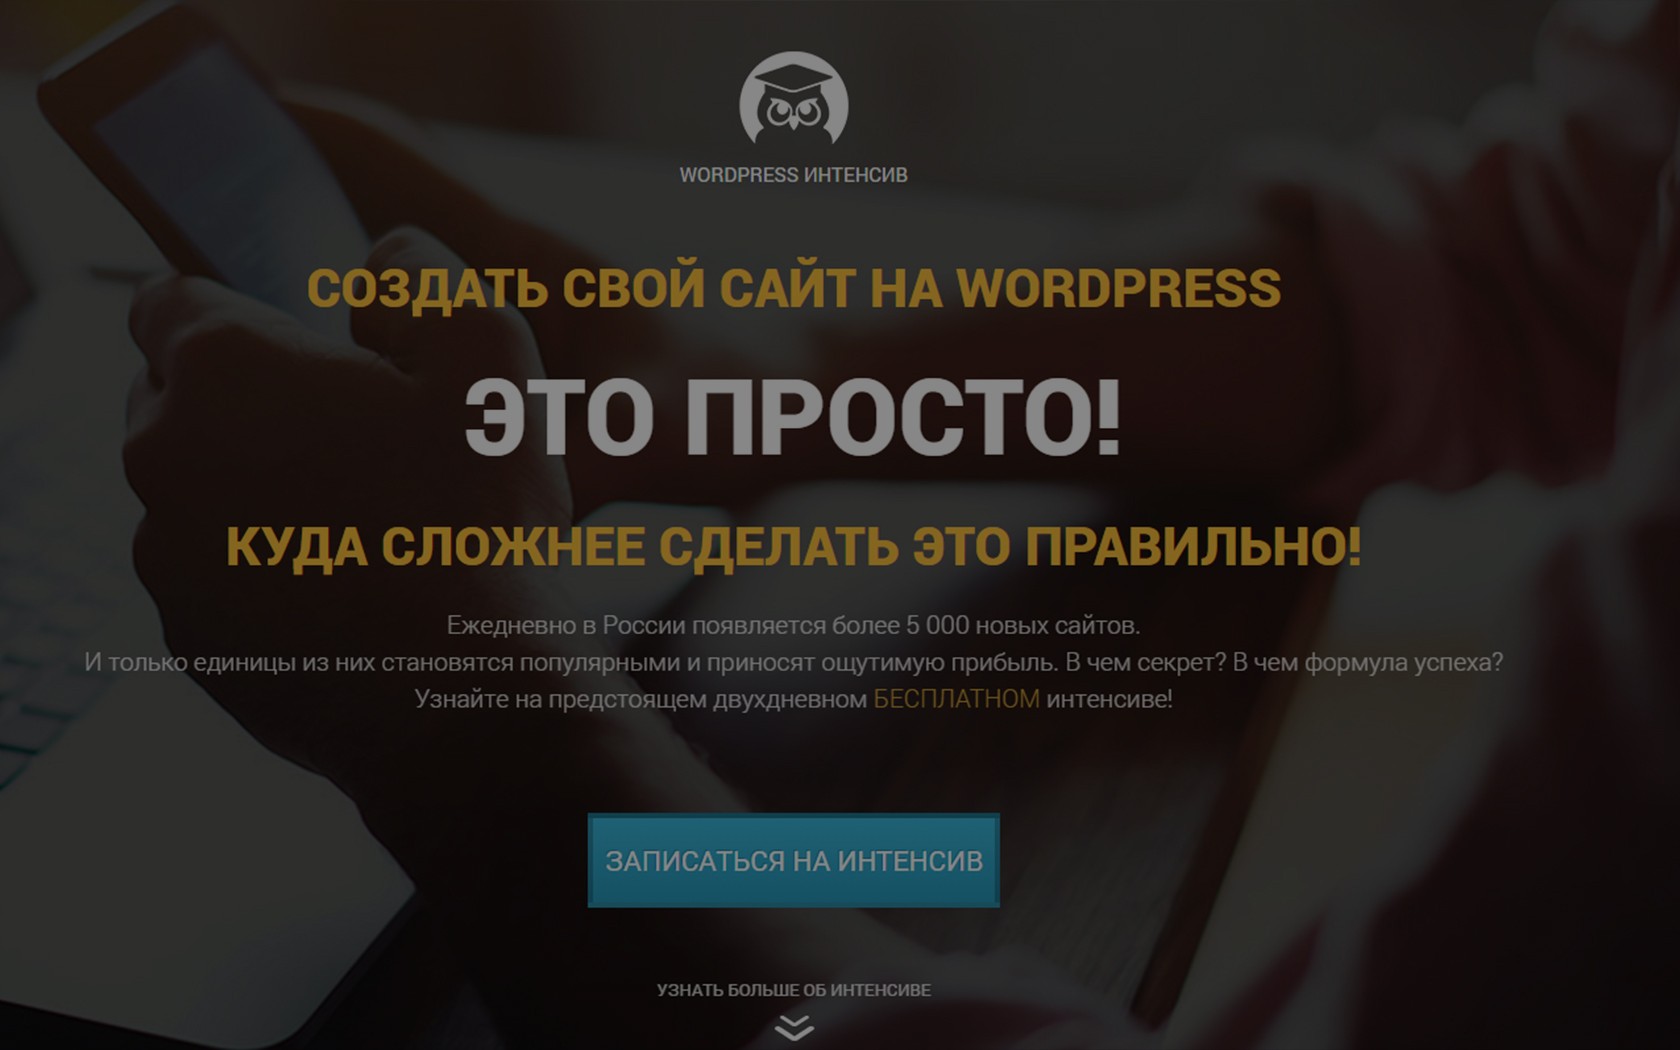 WORDPRESS ИНТЕНСИВ
СОЗДАТЬ СВОЙ САЙТ НА WORDPRESS
ЭТО ПРОСТО!
КУДА СЛОЖНЕЕ СДЕЛАТЬ ЭТО ПРАВИЛЬНО!
Ежедневно в России появляется более 5 000 новых сайтов.
И только единицы из них становятся популярными и приносят ощутимую прибыль. В чем секрет? В чем формула успеха?
Узнайте на предстоящем двухдневном БЕСПЛАТНОМ интенсиве!
ЗАПИСАТЬСЯ НА ИНТЕНСИВ
УЗНАТЬ БОЛЬШЕ ОБ ИНТЕНСИВЕ